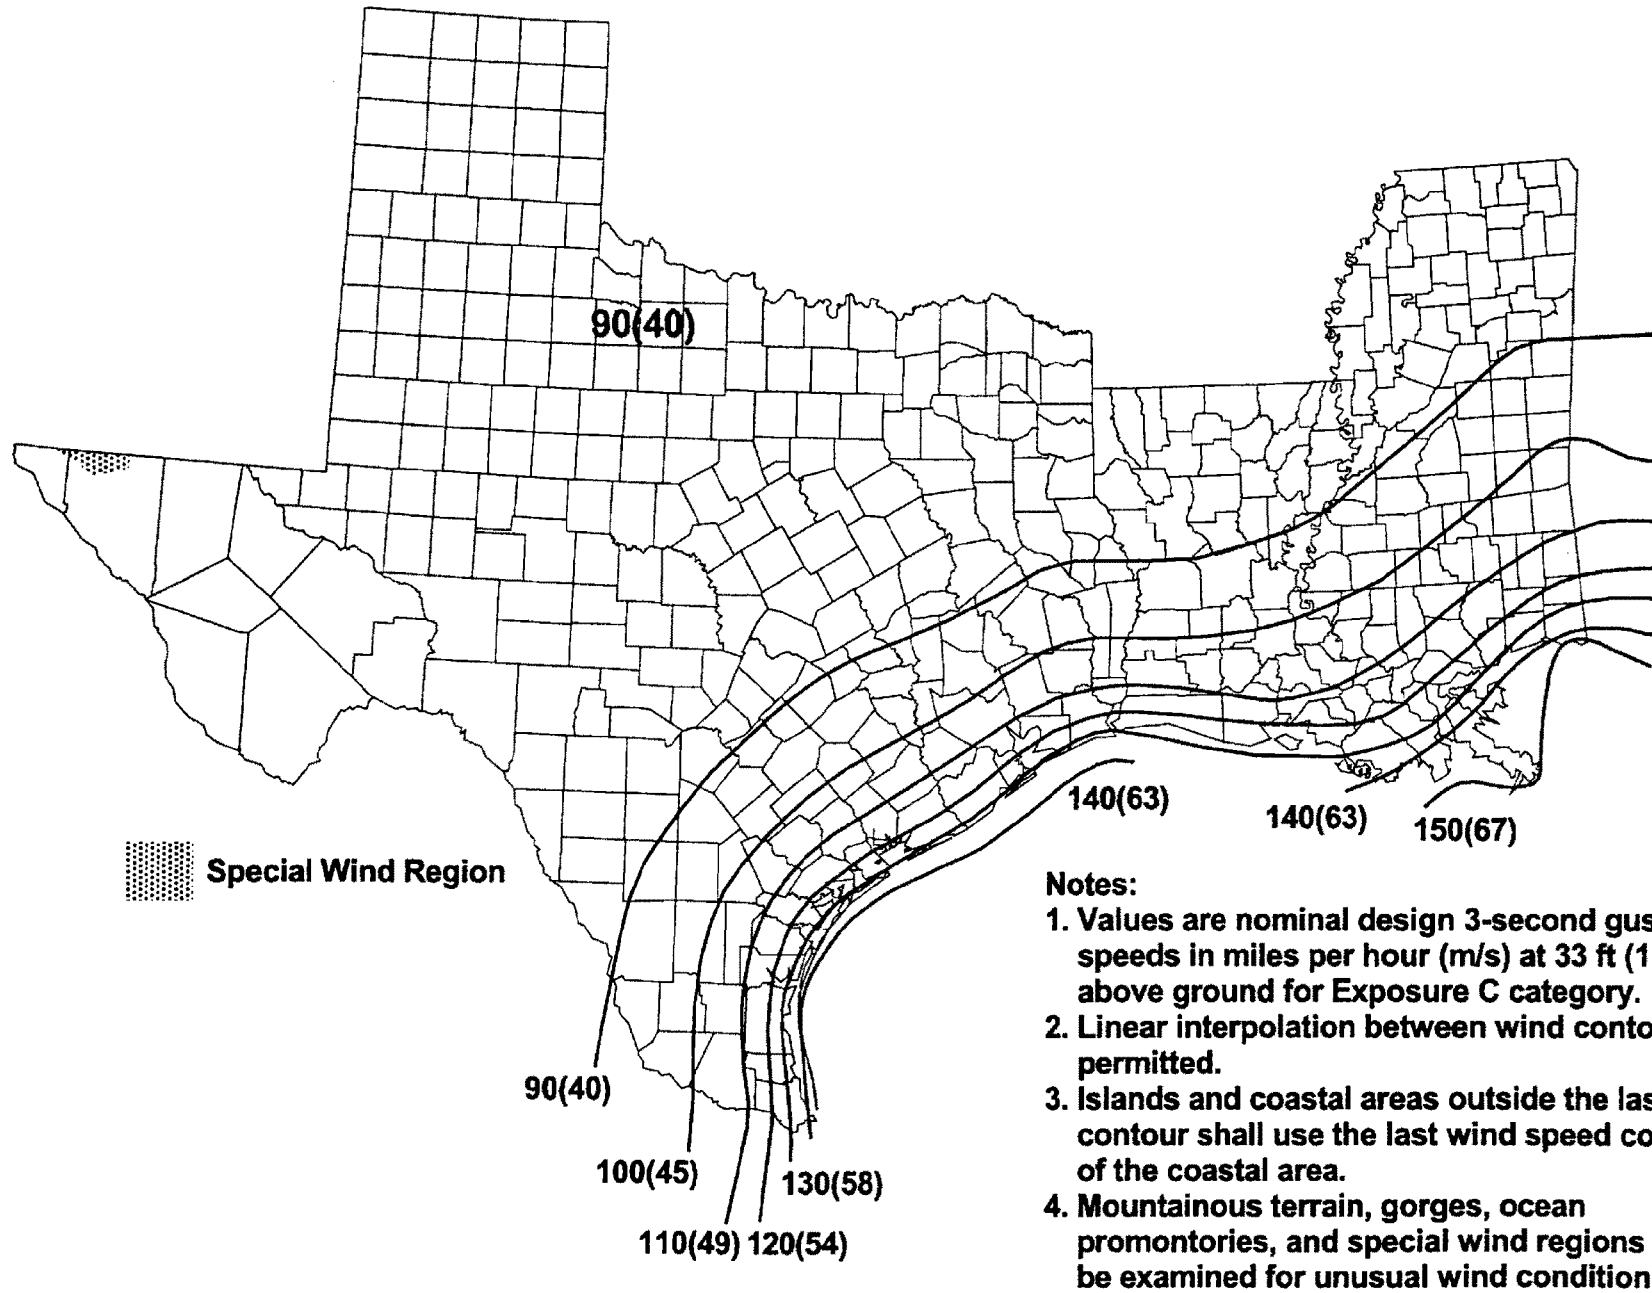 90(40)
140(63)
140(63)
150(67)
Special Wind Region
90(40)
100(45)
130(58)
110(49) 120(54)
Notes:
1. Values are nominal design 3-second gus
speeds in miles per hour (m/s) at 33 ft (1
above ground for Exposure C category.
2. Linear interpolation between wind conto
permitted.
3. Islands and coastal areas outside the las
contour shall use the last wind speed co
of the coastal area.
4. Mountainous terrain, gorges, ocean
promontories, and special wind regions
be examined for unusual wind condition